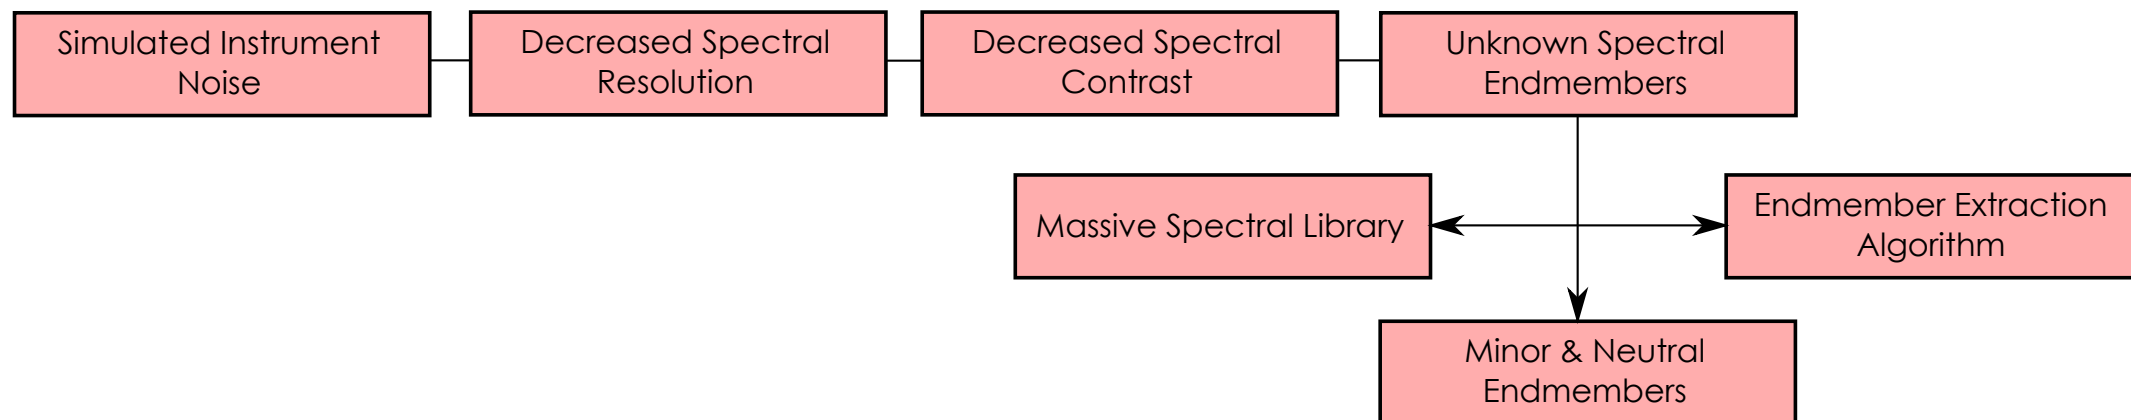 Simulated Instrument
Noise
Decreased Spectral
Resolution
Decreased Spectral
Contrast
Unknown Spectral
Endmembers
Massive Spectral Library
Endmember Extraction
Algorithm
Minor & Neutral
Endmembers